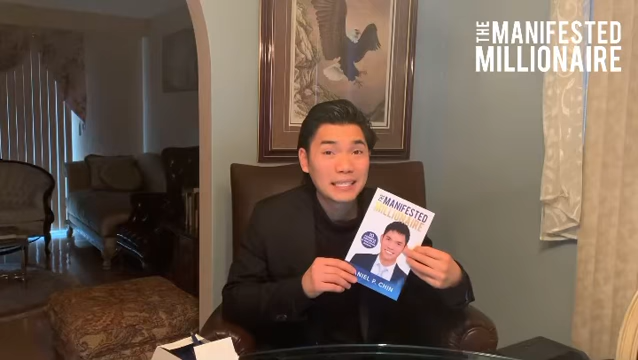 THE MANIFESTED
MILLIONAIRE
THE MANIFESTED
MILLIONAIRE
NIEL P. CHIN